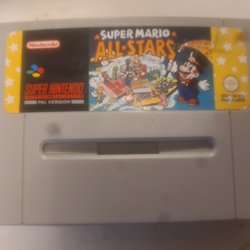 Nintendo
SUPER MARIO
ALL-STARS
SUPER NINTENDO
ENTERTAINMENT SYSTEM
PAL VERSION